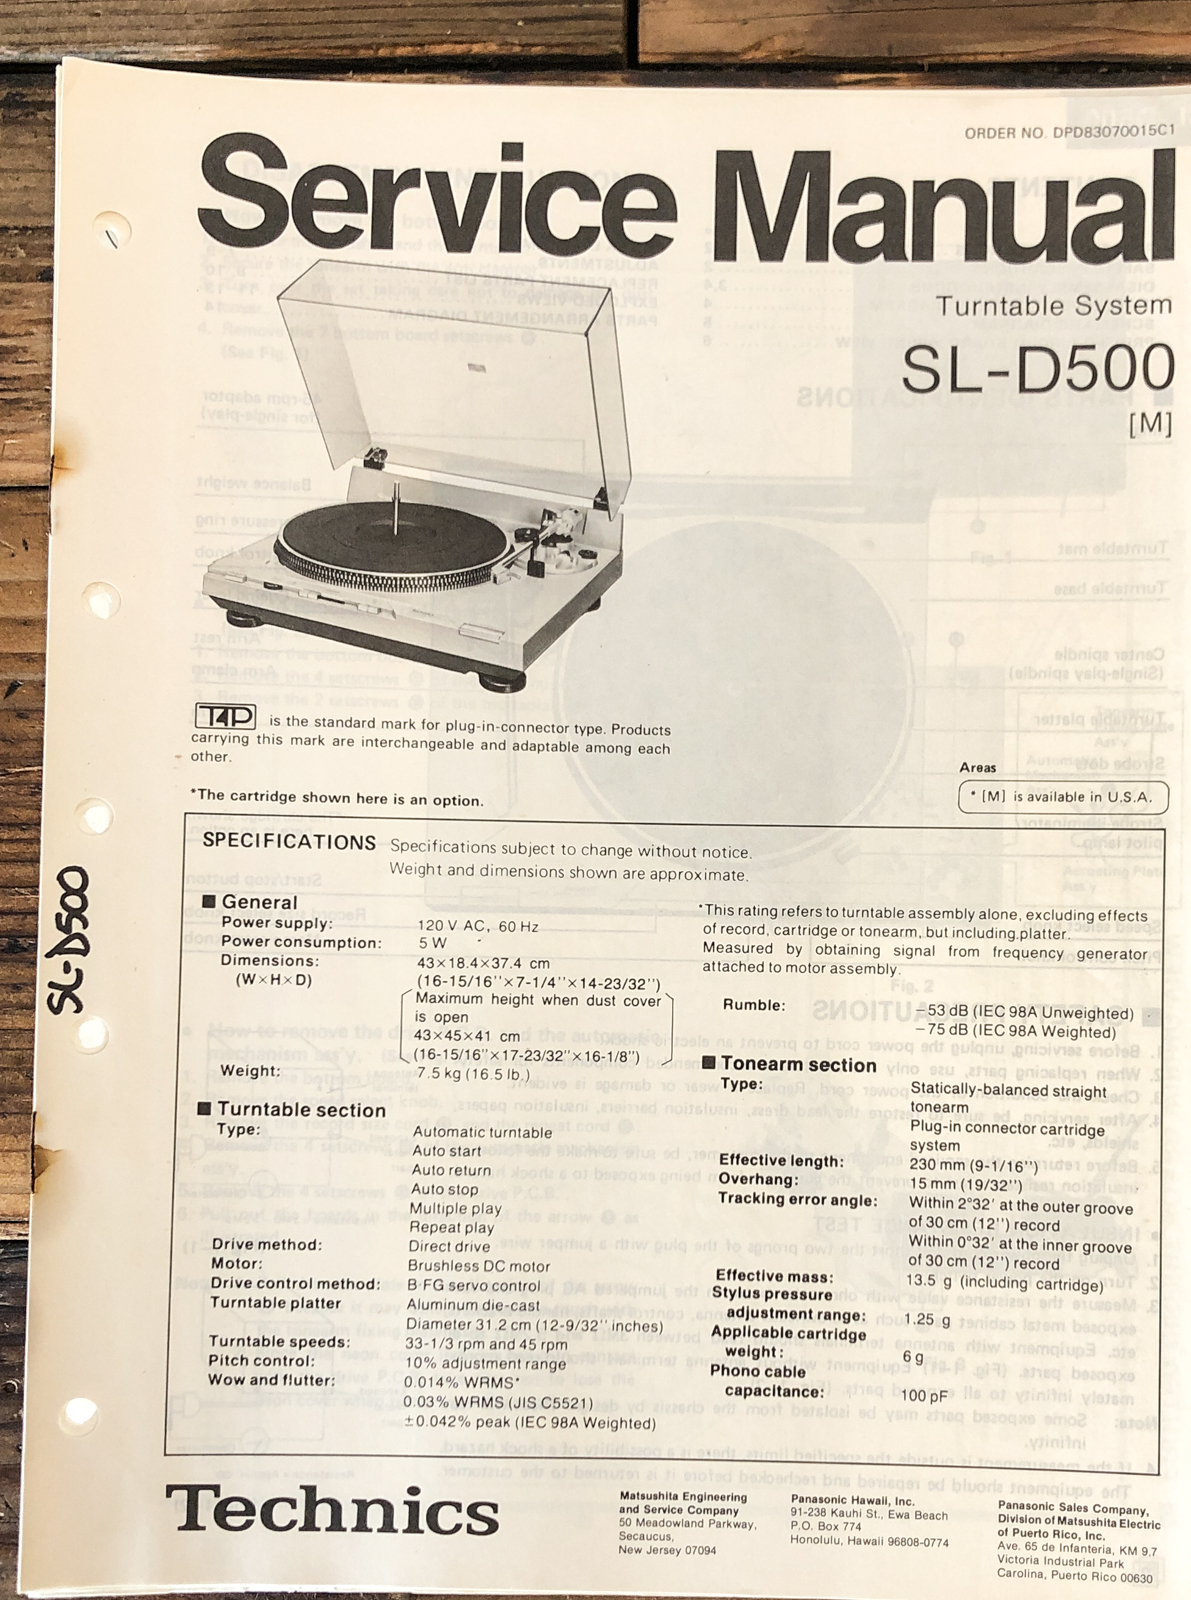 ORDER NO. DPD83070015C1
Service Manual
Turntable System
SL-D500
[M]
T4P is the standard mark for plug-in-connector type. Products
carrying this mark are interchangeable and adaptable among each
other.
*The cartridge shown here is an option.
Areas
* [M] is available in U.S.A.
SL-D500
SPECIFICATIONS Specifications subject to change without notice.
Weight and dimensions shown are approximate.
■ General
Power supply: 120 V AC, 60 Hz
Power consumption: 5 W
Dimensions: 43×18.4×37.4 cm
(W×H×D) (16-15/16''×7-1/4''×14-23/32'')
Maximum height when dust cover
is open
43×45×41 cm
(16-15/16''×17-23/32''×16-1/8'')
Weight: 7.5 kg (16.5 lb.)
■ Turntable section
Type: Automatic turntable
Auto start
Auto return
Auto stop
Multiple play
Repeat play
Drive method: Direct drive
Motor: Brushless DC motor
Drive control method: B·FG servo control
Turntable platter Aluminum die-cast
Diameter 31.2 cm (12-9/32'' inches)
Turntable speeds: 33-1/3 rpm and 45 rpm
Pitch control: 10% adjustment range
Wow and flutter: 0.014% WRMS*
0.03% WRMS (JIS C5521)
±0.042% peak (IEC 98A Weighted)
*This rating refers to turntable assembly alone, excluding effects
of record, cartridge or tonearm, but including platter.
Measured by obtaining signal from frequency generator
attached to motor assembly.
Rumble: −53 dB (IEC 98A Unweighted)
−75 dB (IEC 98A Weighted)
■ Tonearm section
Type: Statically-balanced straight
tonearm
Plug-in connector cartridge
system
Effective length: 230 mm (9-1/16'')
Overhang: 15 mm (19/32'')
Tracking error angle: Within 2°32' at the outer groove
of 30 cm (12'') record
Within 0°32' at the inner groove
of 30 cm (12'') record
Effective mass: 13.5 g (including cartridge)
Stylus pressure
adjustment range: 1.25 g
Applicable cartridge
weight: 6 g
Phono cable
capacitance: 100 pF
Technics
Matsushita Engineering
and Service Company
50 Meadowland Parkway,
Secaucus,
New Jersey 07094
Panasonic Hawaii, Inc.
91-238 Kauhi St., Ewa Beach
P.O. Box 774
Honolulu, Hawaii 96808-0774
Panasonic Sales Company,
Division of Matsushita Electric
of Puerto Rico, Inc.
Ave. 65 de Infanteria, KM 9.7
Victoria Industrial Park
Carolina, Puerto Rico 00630